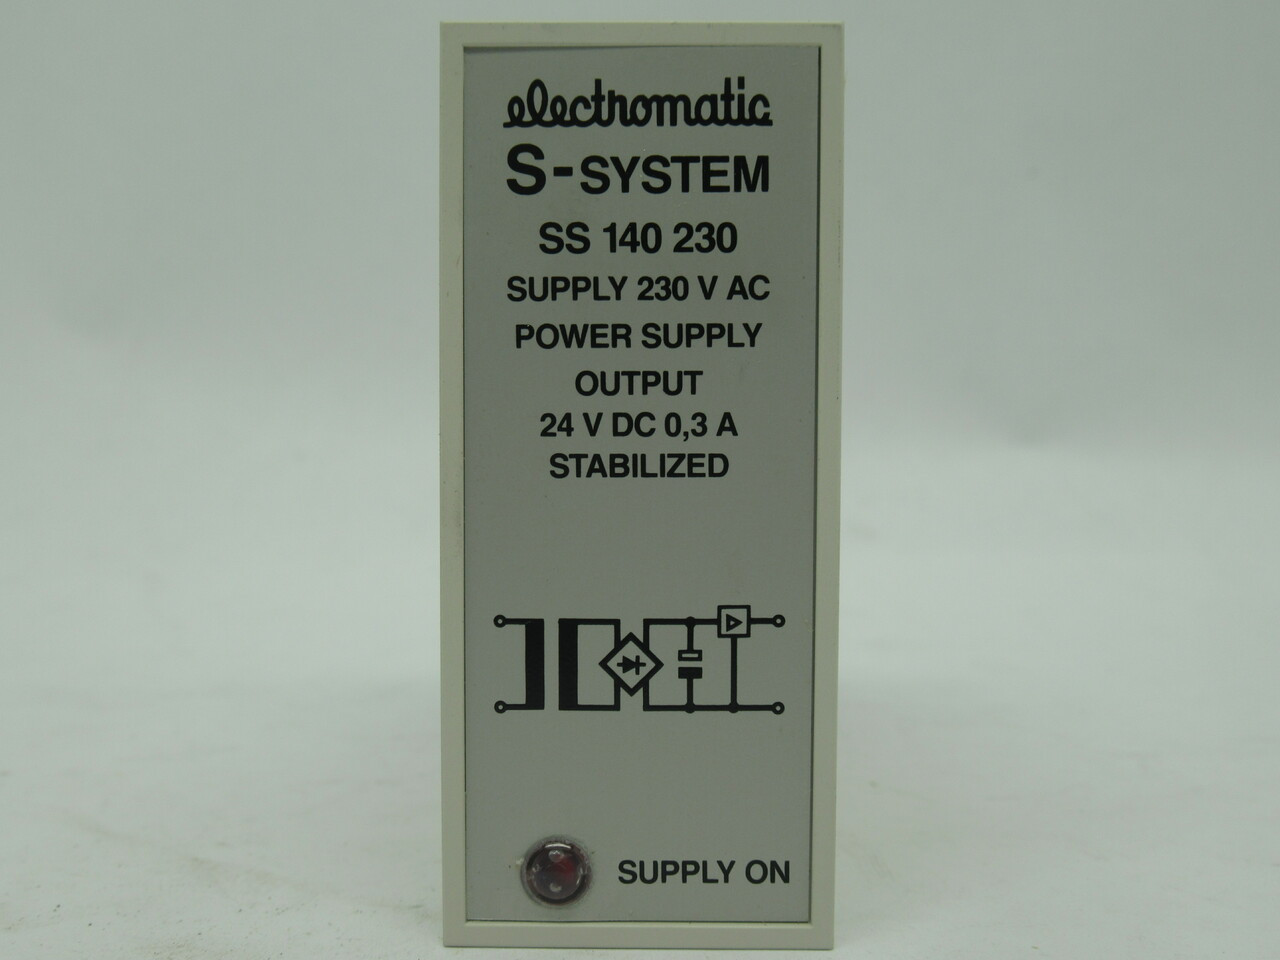 electromatic
S-SYSTEM
SS 140 230
SUPPLY 230 V AC
POWER SUPPLY
OUTPUT
24 V DC 0,3 A
STABILIZED
SUPPLY ON